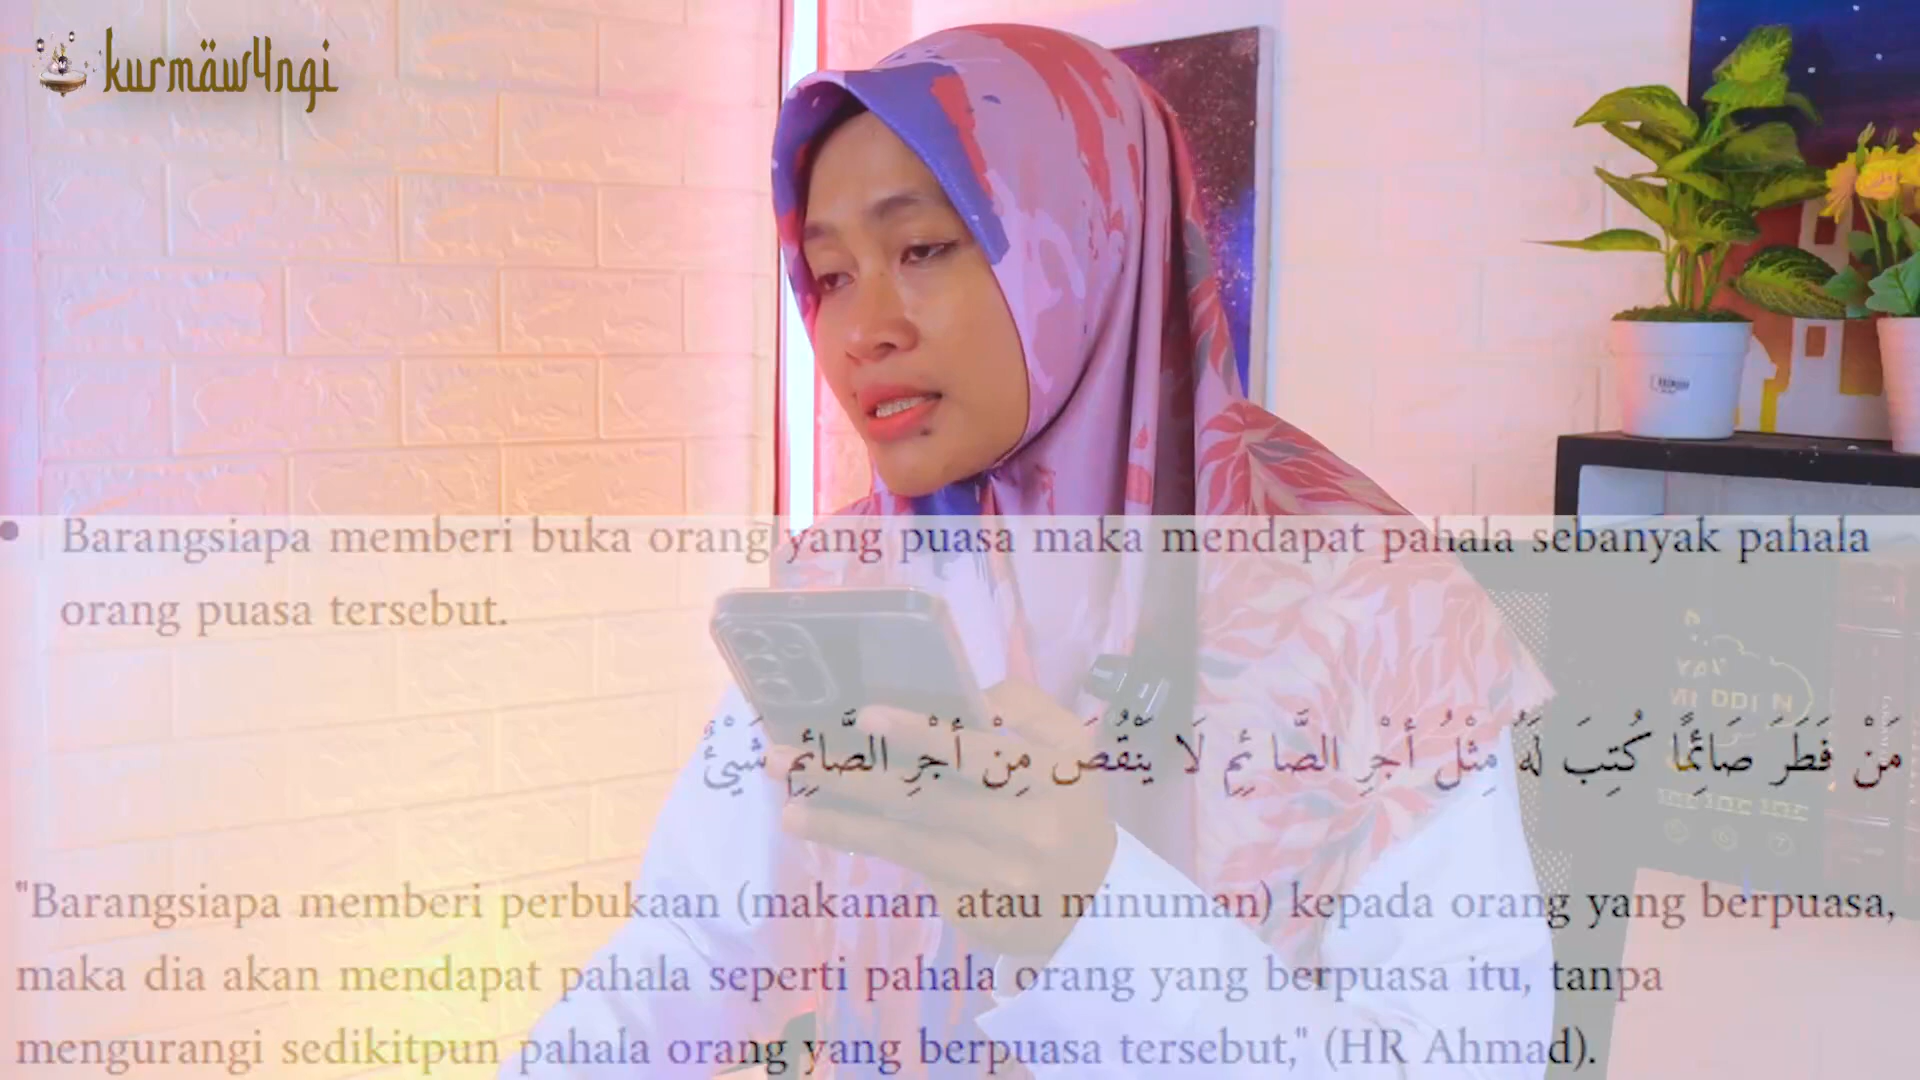 kurmäw4ngi
• Barangsiapa memberi buka orang yang puasa maka mendapat pahala sebanyak pahala
orang puasa tersebut.
مَنْ فَطَرَ صَائِمًا كُتِبَ لَهُ مِثْلُ أَجْرِ الصَّا ئِمِ لَا يَنْقُصَ مِنْ أَجْرِ الصَّائِمِ شَيْئٌ
"Barangsiapa memberi perbukaan (makanan atau minuman) kepada orang yang berpuasa,
maka dia akan mendapat pahala seperti pahala orang yang berpuasa itu, tanpa
mengurangi sedikitpun pahala orang yang berpuasa tersebut," (HR Ahmad).